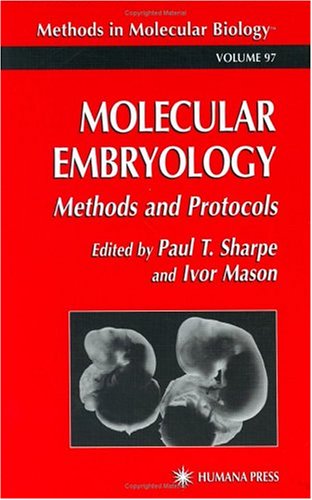 Methods in Molecular Biology™
VOLUME 97
MOLECULAR
EMBRYOLOGY
Methods and Protocols
Edited by Paul T. Sharpe
and Ivor Mason
HUMANA PRESS